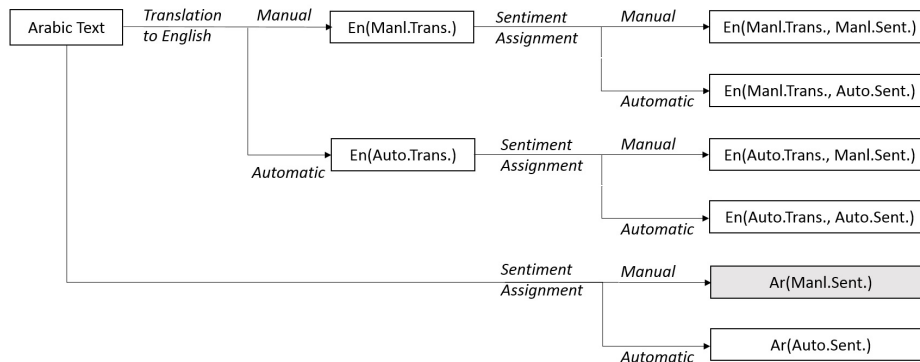 Arabic Text
Translation
to English
Manual
En(Manl.Trans.)
Sentiment
Assignment
Manual
En(Manl.Trans., Manl.Sent.)
Automatic
En(Manl.Trans., Auto.Sent.)
Automatic
En(Auto.Trans.)
Sentiment
Assignment
Manual
En(Auto.Trans., Manl.Sent.)
Automatic
En(Auto.Trans., Auto.Sent.)
Sentiment
Assignment
Manual
Ar(Manl.Sent.)
Automatic
Ar(Auto.Sent.)